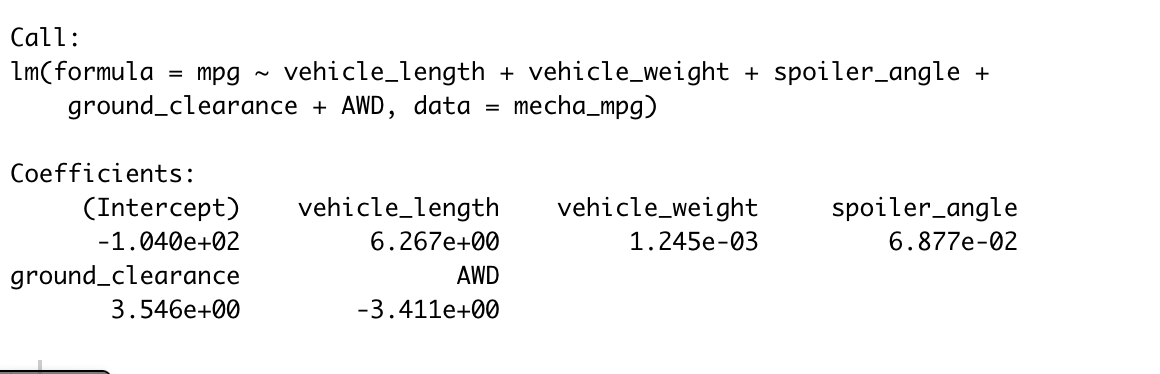 Call:
lm(formula = mpg ~ vehicle_length + vehicle_weight + spoiler_angle +
    ground_clearance + AWD, data = mecha_mpg)

Coefficients:
     (Intercept)    vehicle_length    vehicle_weight     spoiler_angle
      -1.040e+02         6.267e+00         1.245e-03         6.877e-02
ground_clearance               AWD
       3.546e+00        -3.411e+00